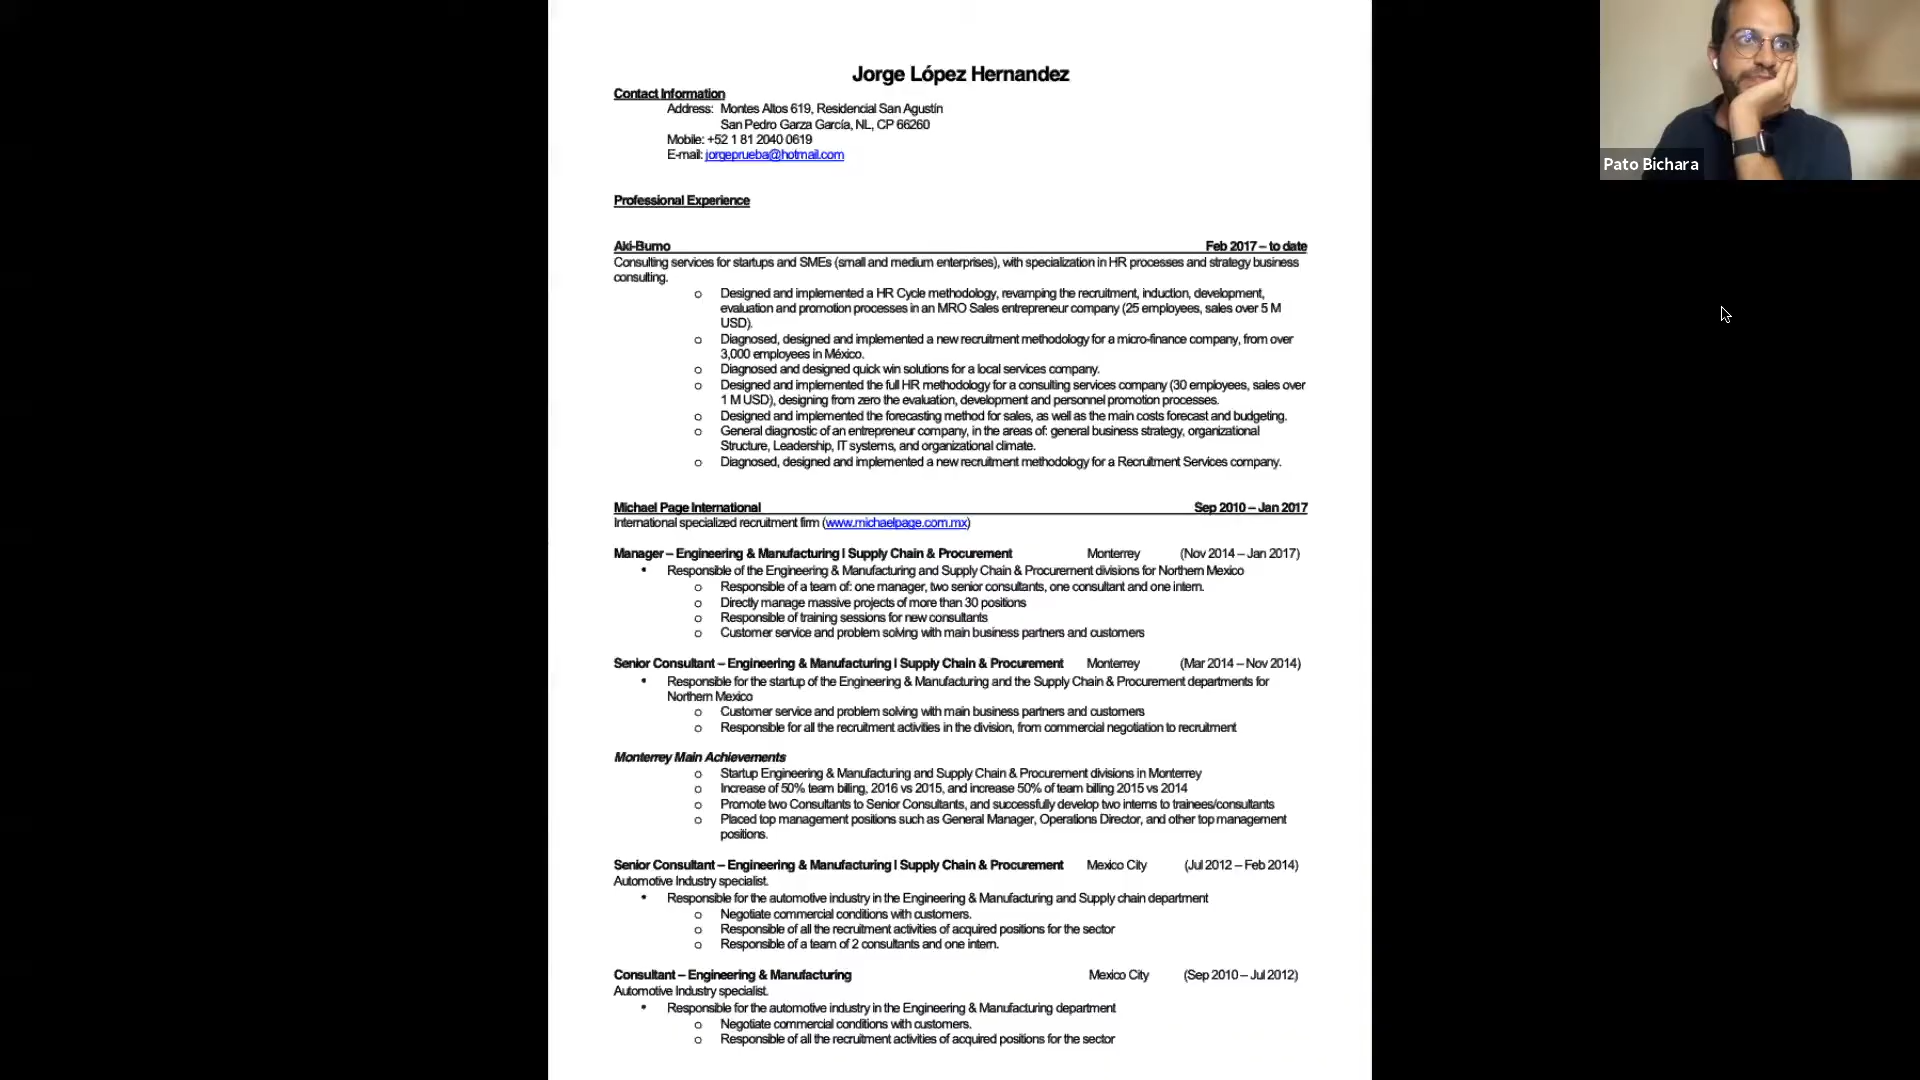 Jorge López Hernandez
Contact Information
Address: Montes Altos 619, Residencial San Agustín
San Pedro Garza García, NL, CP 66260
Mobile: +52 1 81 2040 0619
E-mail: jorgeprueba@hotmail.com
Professional Experience
Aki-Bumo Feb 2017 – to date
Consulting services for startups and SMEs (small and medium enterprises), with specialization in HR processes and strategy business
consulting.
o Designed and implemented a HR Cycle methodology, revamping the recruitment, induction, development,
evaluation and promotion processes in an MRO Sales entrepreneur company (25 employees, sales over 5 M
USD).
o Diagnosed, designed and implemented a new recruitment methodology for a micro-finance company, from over
3,000 employees in México.
o Diagnosed and designed quick win solutions for a local services company.
o Designed and implemented the full HR methodology for a consulting services company (30 employees, sales over
1 M USD), designing from zero the evaluation, development and personnel promotion processes.
o Designed and implemented the forecasting method for sales, as well as the main costs forecast and budgeting.
o General diagnostic of an entrepreneur company, in the areas of: general business strategy, organizational
Structure, Leadership, IT systems, and organizational climate.
o Diagnosed, designed and implemented a new recruitment methodology for a Recruitment Services company.
Michael Page International Sep 2010 – Jan 2017
International specialized recruitment firm (www.michaelpage.com.mx)
Manager – Engineering & Manufacturing l Supply Chain & Procurement Monterrey (Nov 2014 – Jan 2017)
• Responsible of the Engineering & Manufacturing and Supply Chain & Procurement divisions for Northern Mexico
o Responsible of a team of: one manager, two senior consultants, one consultant and one intern.
o Directly manage massive projects of more than 30 positions
o Responsible of training sessions for new consultants
o Customer service and problem solving with main business partners and customers
Senior Consultant – Engineering & Manufacturing l Supply Chain & Procurement Monterrey (Mar 2014 – Nov 2014)
• Responsible for the startup of the Engineering & Manufacturing and the Supply Chain & Procurement departments for
Northern Mexico
o Customer service and problem solving with main business partners and customers
o Responsible for all the recruitment activities in the division, from commercial negotiation to recruitment
Monterrey Main Achievements
o Startup Engineering & Manufacturing and Supply Chain & Procurement divisions in Monterrey
o Increase of 50% team billing, 2016 vs 2015, and increase 50% of team billing 2015 vs 2014
o Promote two Consultants to Senior Consultants, and successfully develop two interns to trainees/consultants
o Placed top management positions such as General Manager, Operations Director, and other top management
positions.
Senior Consultant – Engineering & Manufacturing l Supply Chain & Procurement Mexico City (Jul 2012 – Feb 2014)
Automotive Industry specialist.
• Responsible for the automotive industry in the Engineering & Manufacturing and Supply chain department
o Negotiate commercial conditions with customers.
o Responsible of all the recruitment activities of acquired positions for the sector
o Responsible of a team of 2 consultants and one intern.
Consultant – Engineering & Manufacturing Mexico City (Sep 2010 – Jul 2012)
Automotive Industry specialist.
• Responsible for the automotive industry in the Engineering & Manufacturing department
o Negotiate commercial conditions with customers.
o Responsible of all the recruitment activities of acquired positions for the sector
Pato Bichara